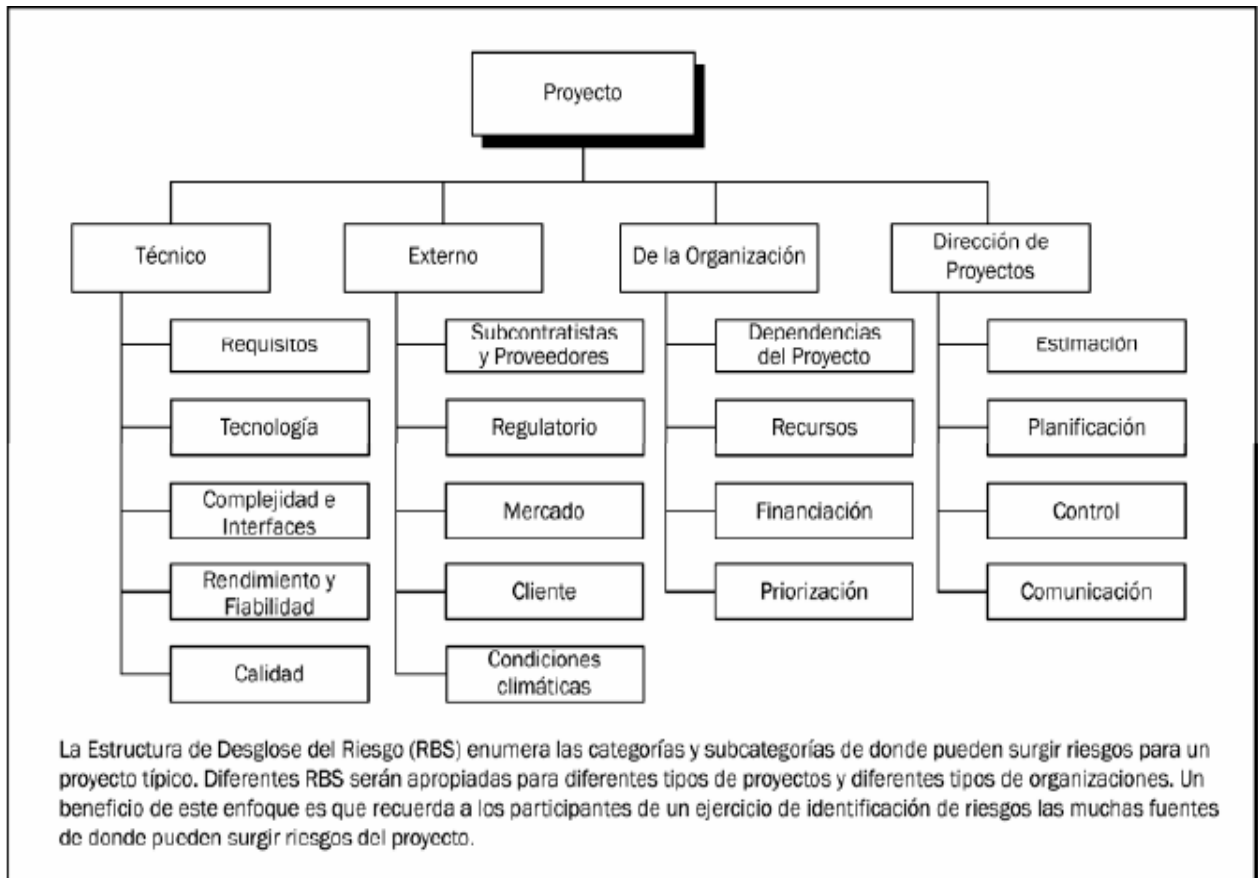 Proyecto
Técnico
Externo
De la Organización
Dirección de
Proyectos
Requisitos
Subcontratistas
y Proveedores
Dependencias
del Proyecto
Estimación
Tecnología
Regulatorio
Recursos
Planificación
Complejidad e
Interfaces
Mercado
Financiación
Control
Rendimiento y
Fiabilidad
Cliente
Priorización
Comunicación
Calidad
Condiciones
climáticas
La Estructura de Desglose del Riesgo (RBS) enumera las categorías y subcategorías de donde pueden surgir riesgos para un
proyecto típico. Diferentes RBS serán apropiadas para diferentes tipos de proyectos y diferentes tipos de organizaciones. Un
beneficio de este enfoque es que recuerda a los participantes de un ejercicio de identificación de riesgos las muchas fuentes
de donde pueden surgir riesgos del proyecto.